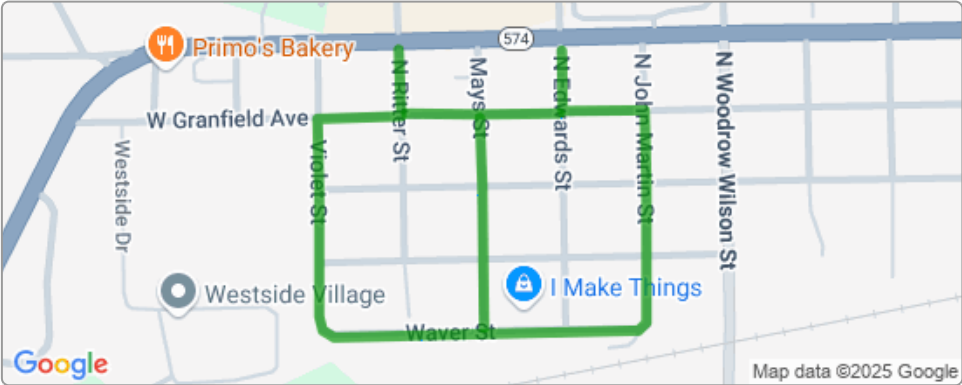 574
Primo's Bakery
N Ritter St
Mays St
N Edwards St
N John Martin St
N Woodrow Wilson St
W Granfield Ave
Westside Dr
Violet St
Westside Village
I Make Things
Waver St
Google
Map data ©2025 Google